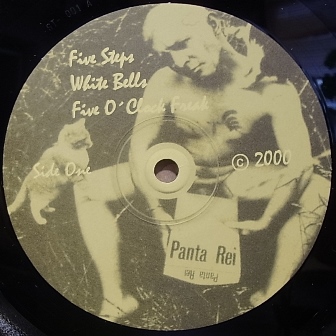 Five Steps
White Bells
Five O'Clock Freak
Side One
© 2000
Panta Rei
Panta Rei